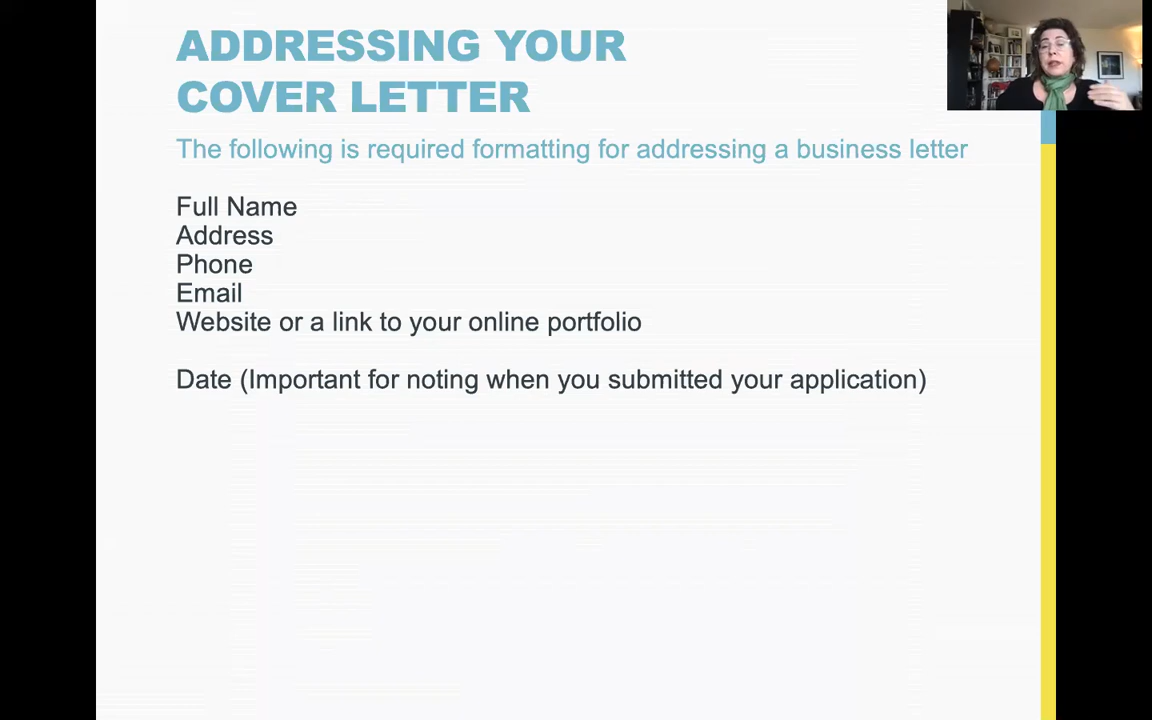 ADDRESSING YOUR
COVER LETTER
The following is required formatting for addressing a business letter
Full Name
Address
Phone
Email
Website or a link to your online portfolio
Date (Important for noting when you submitted your application)